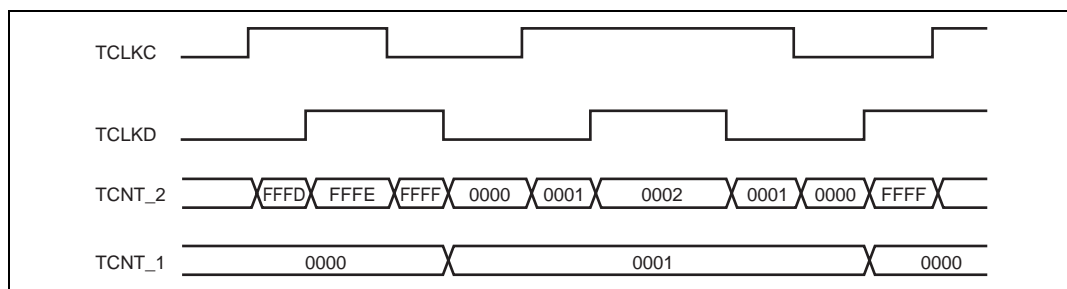 TCLKC
TCLKD
TCNT_2 FFFD FFFE FFFF 0000 0001 0002 0001 0000 FFFF
TCNT_1 0000 0001 0000